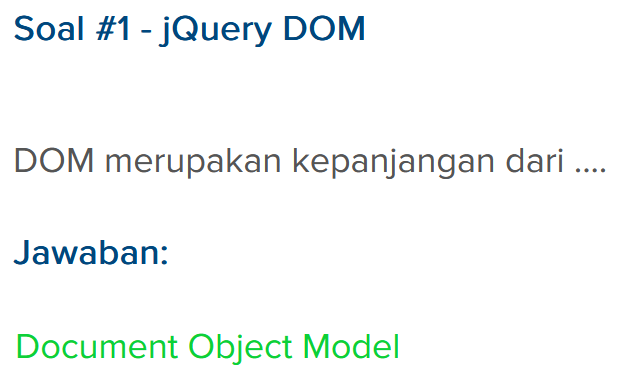 Soal #1 - jQuery DOM
DOM merupakan kepanjangan dari ....
Jawaban:
Document Object Model